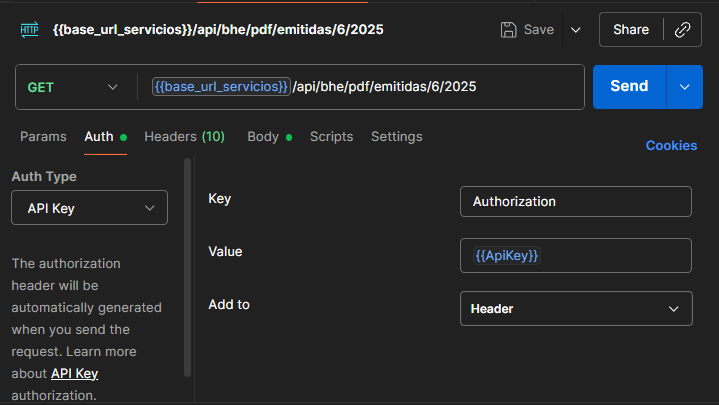 HTTP {{base_url_servicios}}/api/bhe/pdf/emitidas/6/2025 Save Share
GET {{base_url_servicios}}/api/bhe/pdf/emitidas/6/2025 Send
Params Auth Headers (10) Body Scripts Settings
Cookies
Auth Type
API Key
The authorization
header will be
automatically generated
when you send the
request. Learn more
about API Key
authorization.
Key Authorization
Value {{ApiKey}}
Add to Header